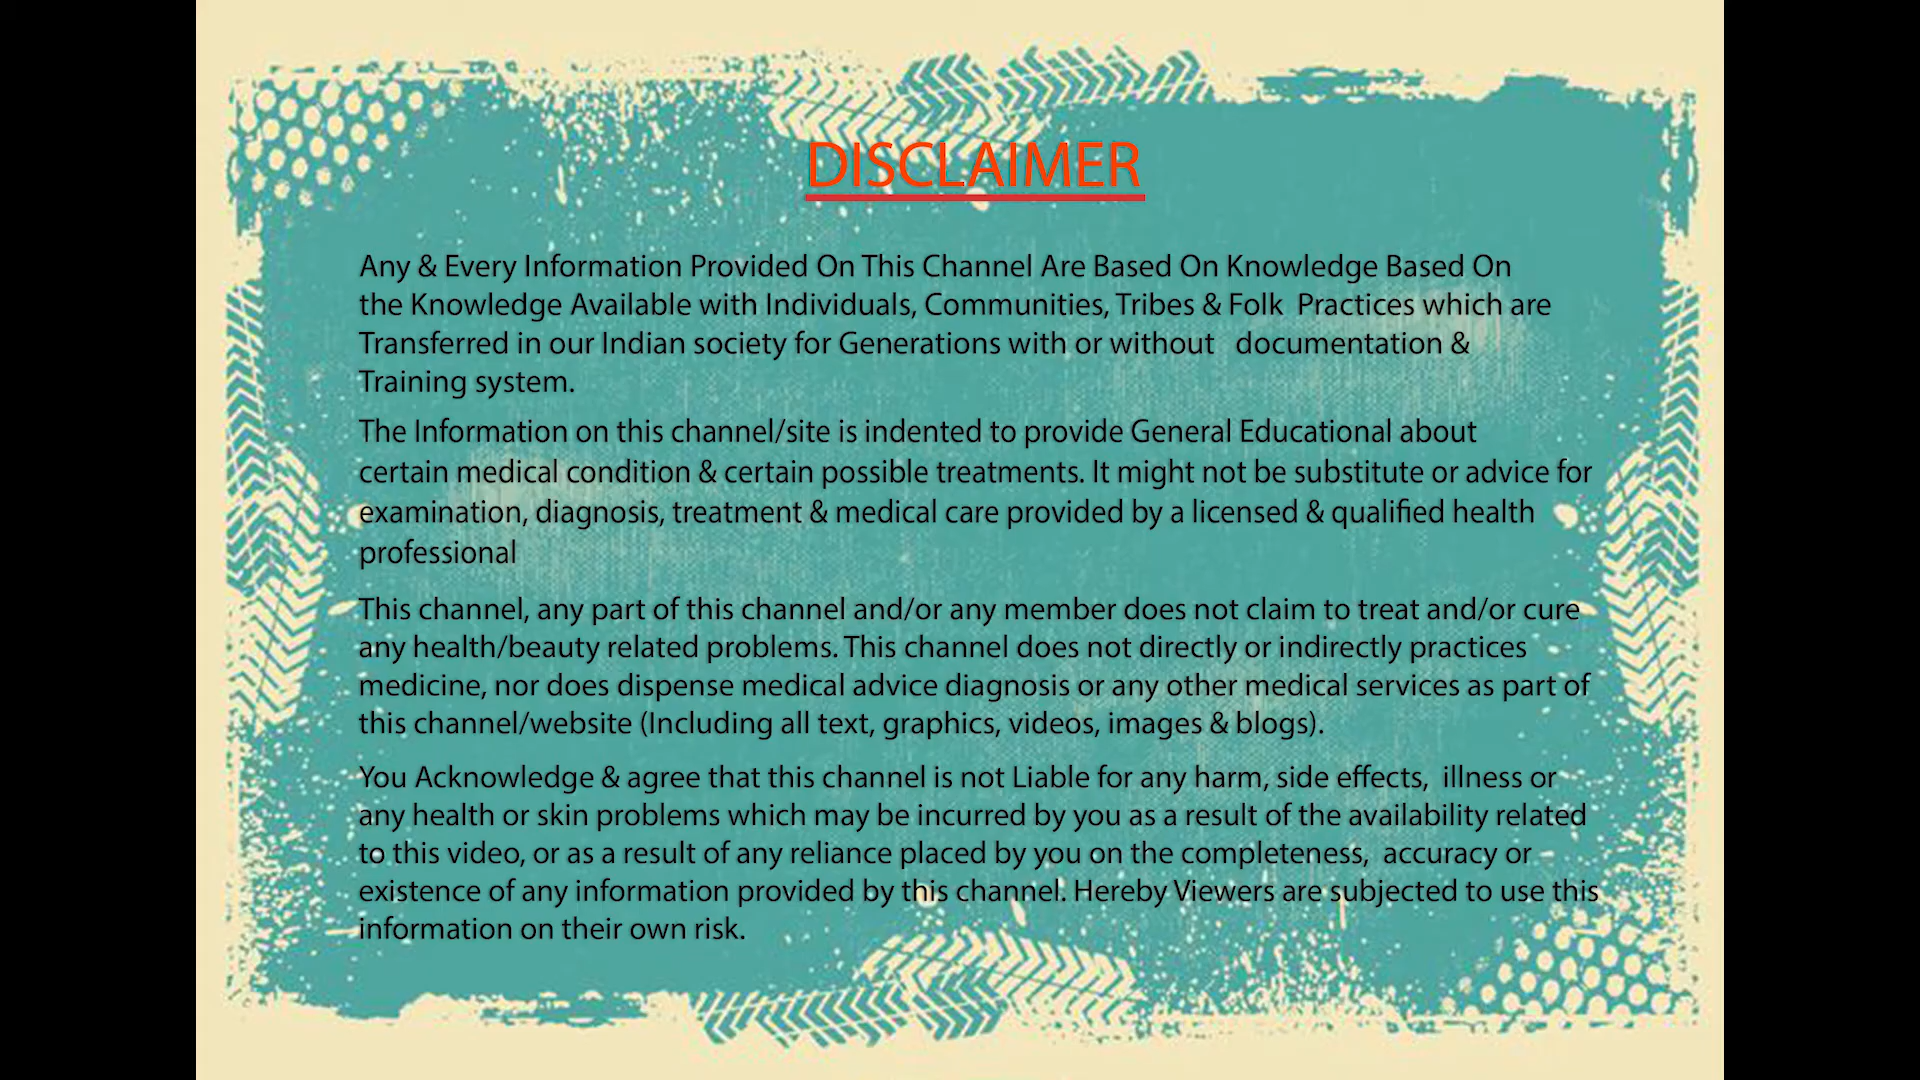 DISCLAIMER
Any & Every Information Provided On This Channel Are Based On Knowledge Based On
the Knowledge Available with Individuals, Communities, Tribes & Folk Practices which are
Transferred in our Indian society for Generations with or without documentation &
Training system.
The Information on this channel/site is indented to provide General Educational about
certain medical condition & certain possible treatments. It might not be substitute or advice for
examination, diagnosis, treatment & medical care provided by a licensed & qualified health
professional
This channel, any part of this channel and/or any member does not claim to treat and/or cure
any health/beauty related problems. This channel does not directly or indirectly practices
medicine, nor does dispense medical advice diagnosis or any other medical services as part of
this channel/website (Including all text, graphics, videos, images & blogs).
You Acknowledge & agree that this channel is not Liable for any harm, side effects, illness or
any health or skin problems which may be incurred by you as a result of the availability related
to this video, or as a result of any reliance placed by you on the completeness, accuracy or
existence of any information provided by this channel. Hereby Viewers are subjected to use this
information on their own risk.